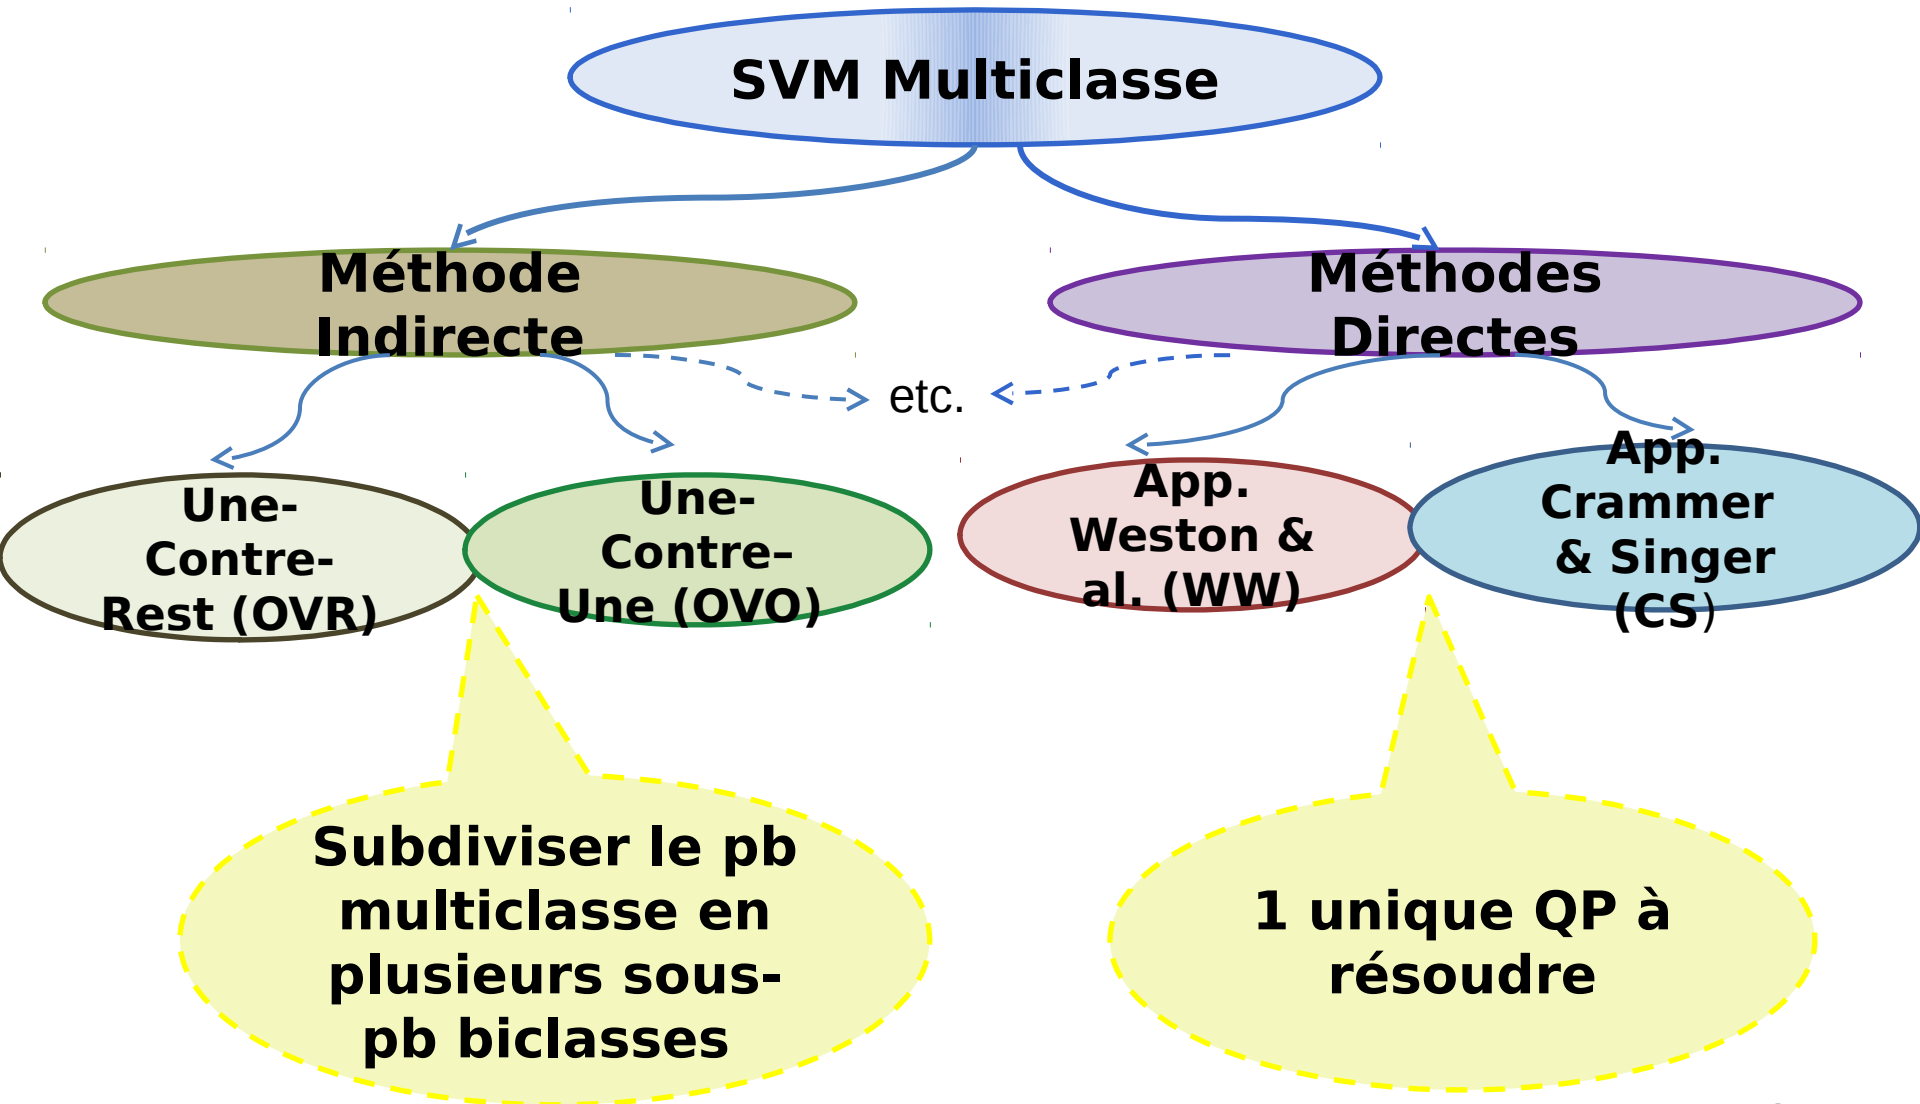 SVM Multiclasse
Méthode
Indirecte
Méthodes
Directes
etc.
Une-
Contre-
Rest (OVR)
Une-
Contre–
Une (OVO)
App.
Weston &
al. (WW)
App.
Crammer
& Singer
(CS)
Subdiviser le pb
multiclasse en
plusieurs sous-
pb biclasses
1 unique QP à
résoudre